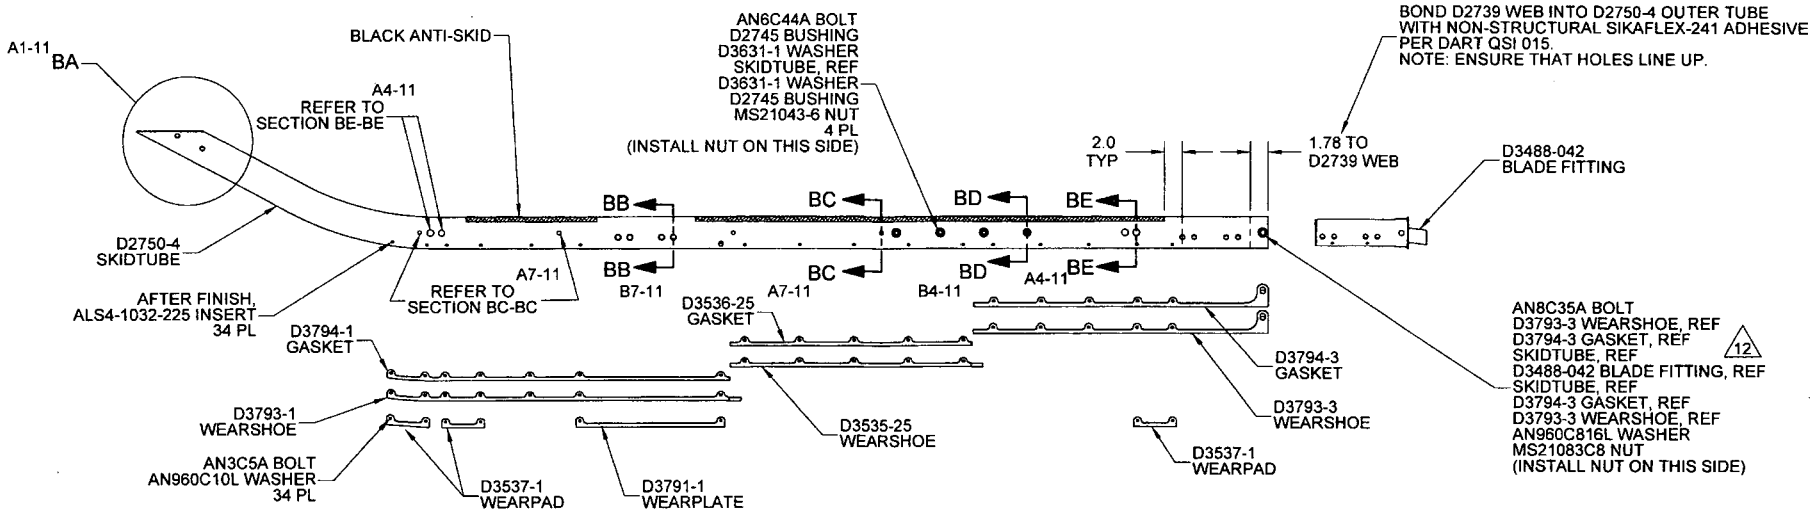 A1-11
BA
BLACK ANTI-SKID
A4-11
REFER TO
SECTION BE-BE
AN6C44A BOLT
D2745 BUSHING
D3631-1 WASHER
SKIDTUBE, REF
D3631-1 WASHER
D2745 BUSHING
MS21043-6 NUT
4 PL
(INSTALL NUT ON THIS SIDE)
BOND D2739 WEB INTO D2750-4 OUTER TUBE
WITH NON-STRUCTURAL SIKAFLEX-241 ADHESIVE
PER DART QSI 015.
NOTE: ENSURE THAT HOLES LINE UP.
2.0
TYP
1.78 TO
D2739 WEB
D3488-042
BLADE FITTING
BB
BC
BD
BE
D2750-4
SKIDTUBE
AFTER FINISH,
ALS4-1032-225 INSERT
34 PL
REFER TO
SECTION BC-BC
A7-11
BB
B7-11
BC
A7-11
BD
B4-11
BE
A4-11
D3794-1
GASKET
D3536-25
GASKET
D3794-3
GASKET
D3793-1
WEARSHOE
D3535-25
WEARSHOE
D3793-3
WEARSHOE
AN3C5A BOLT
AN960C10L WASHER
34 PL
D3537-1
WEARPAD
D3791-1
WEARPLATE
D3537-1
WEARPAD
AN8C35A BOLT
D3793-3 WEARSHOE, REF
D3794-3 GASKET, REF
SKIDTUBE, REF
D3488-042 BLADE FITTING, REF
SKIDTUBE, REF
D3794-3 GASKET, REF
D3793-3 WEARSHOE, REF
AN960C816L WASHER
MS21083C8 NUT
(INSTALL NUT ON THIS SIDE)
12